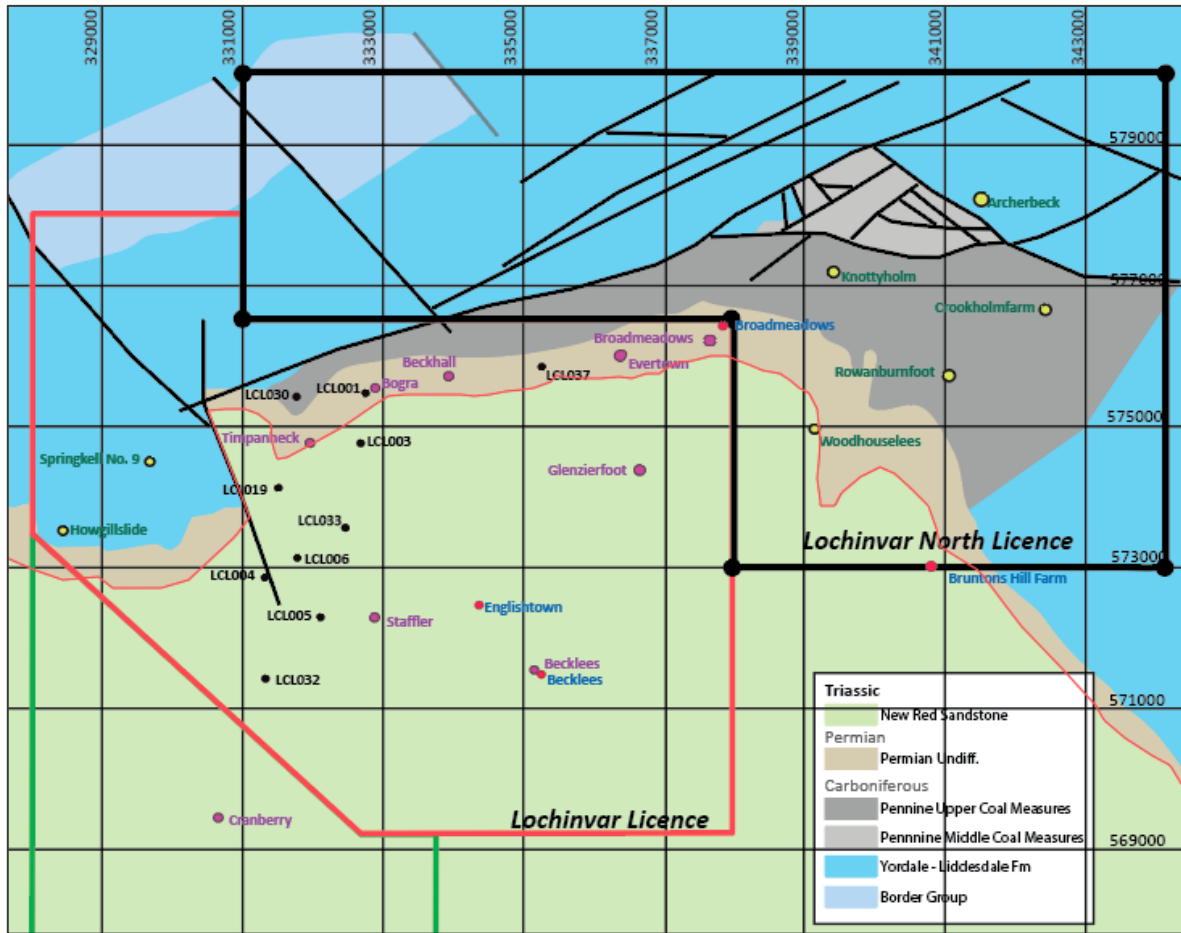 329000
331000
333000
335000
337000
339000
341000
343000
579000
Archerbeck
Knottyholm
577000
Crookholmfarm
Broadmeadows
Broadmeadows
Evertown
Beckhall
LCL037
Rowanburnfoot
LCL030
LCL001
Bogra
575000
Timpanneck
LCL003
Woodhouselees
Springkell No. 9
Glenzierfoot
LCL019
Howgillslide
LCL033
Lochinvar North Licence
LCL006
573000
LCL004
Bruntons Hill Farm
Englishtown
LCL005
Staffler
Becklees
Becklees
LCL032
571000
Triassic
New Red Sandstone
Permian
Permian Undiff.
Carboniferous
Pennine Upper Coal Measures
Pennnine Middle Coal Measures
Yordale - Liddesdale Fm
Border Group
Cranberry
Lochinvar Licence
569000